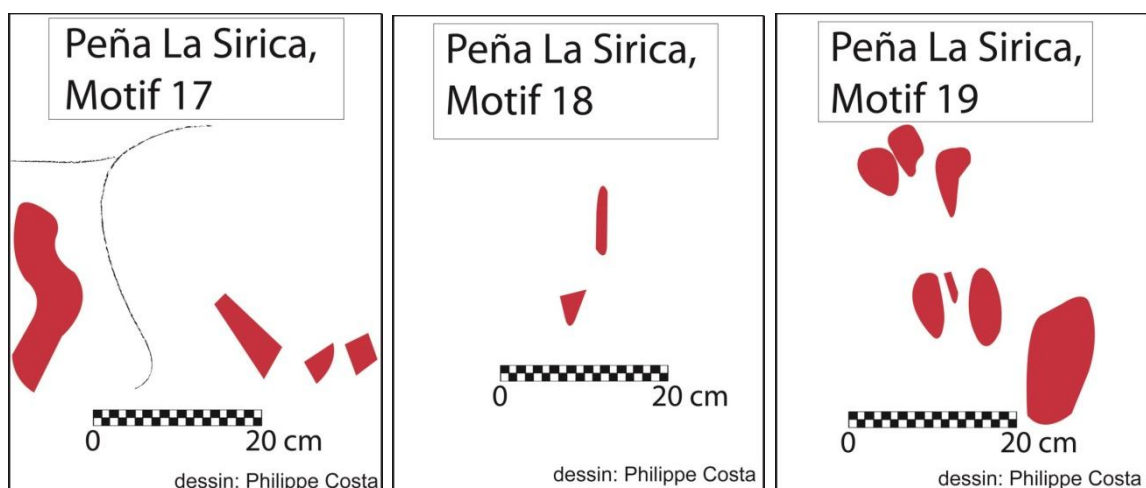 Peña La Sirica,
Motif 17
0 20 cm
dessin: Philippe Costa
Peña La Sirica,
Motif 18
0 20 cm
dessin: Philippe Costa
Peña La Sirica,
Motif 19
0 20 cm
dessin: Philippe Costa